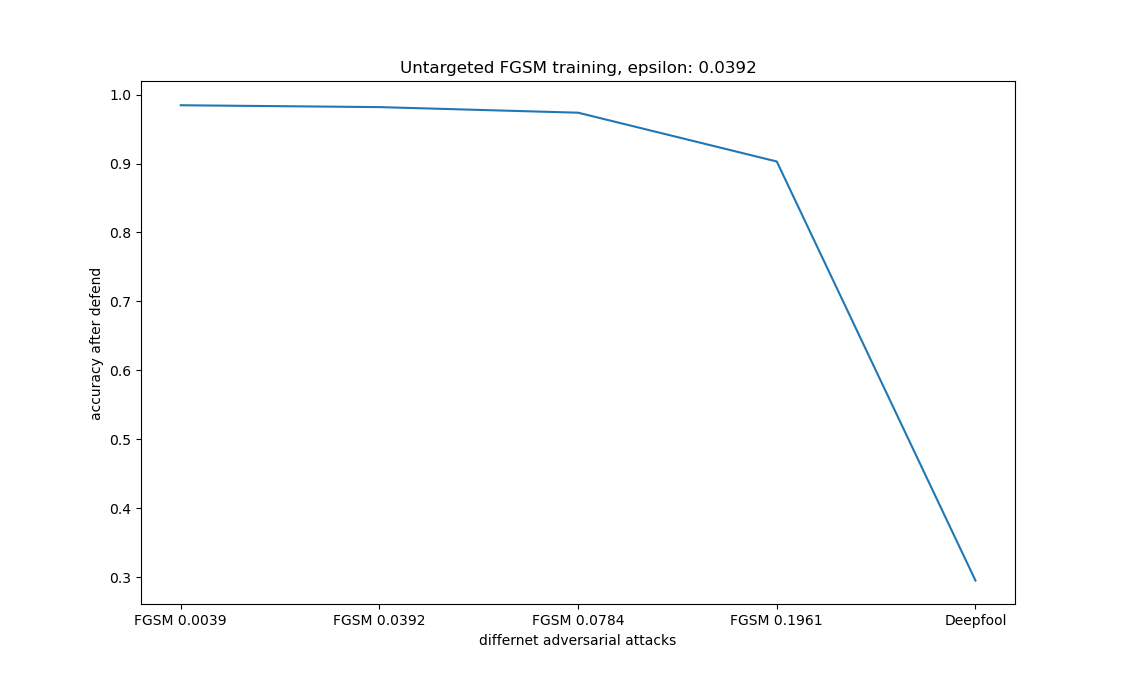 Untargeted FGSM training, epsilon: 0.0392
accuracy after defend
1.0
0.9
0.8
0.7
0.6
0.5
0.4
0.3
FGSM 0.0039 FGSM 0.0392 FGSM 0.0784 FGSM 0.1961 Deepfool
differnet adversarial attacks